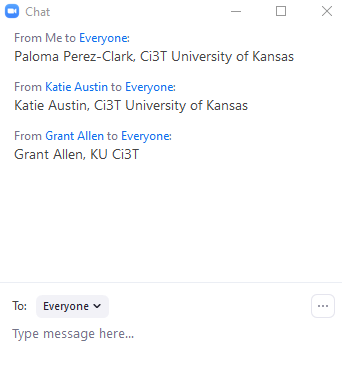 Chat
From Me to Everyone:
Paloma Perez-Clark, Ci3T University of Kansas
From Katie Austin to Everyone:
Katie Austin, Ci3T University of Kansas
From Grant Allen to Everyone:
Grant Allen, KU Ci3T
To: Everyone
Type message here...